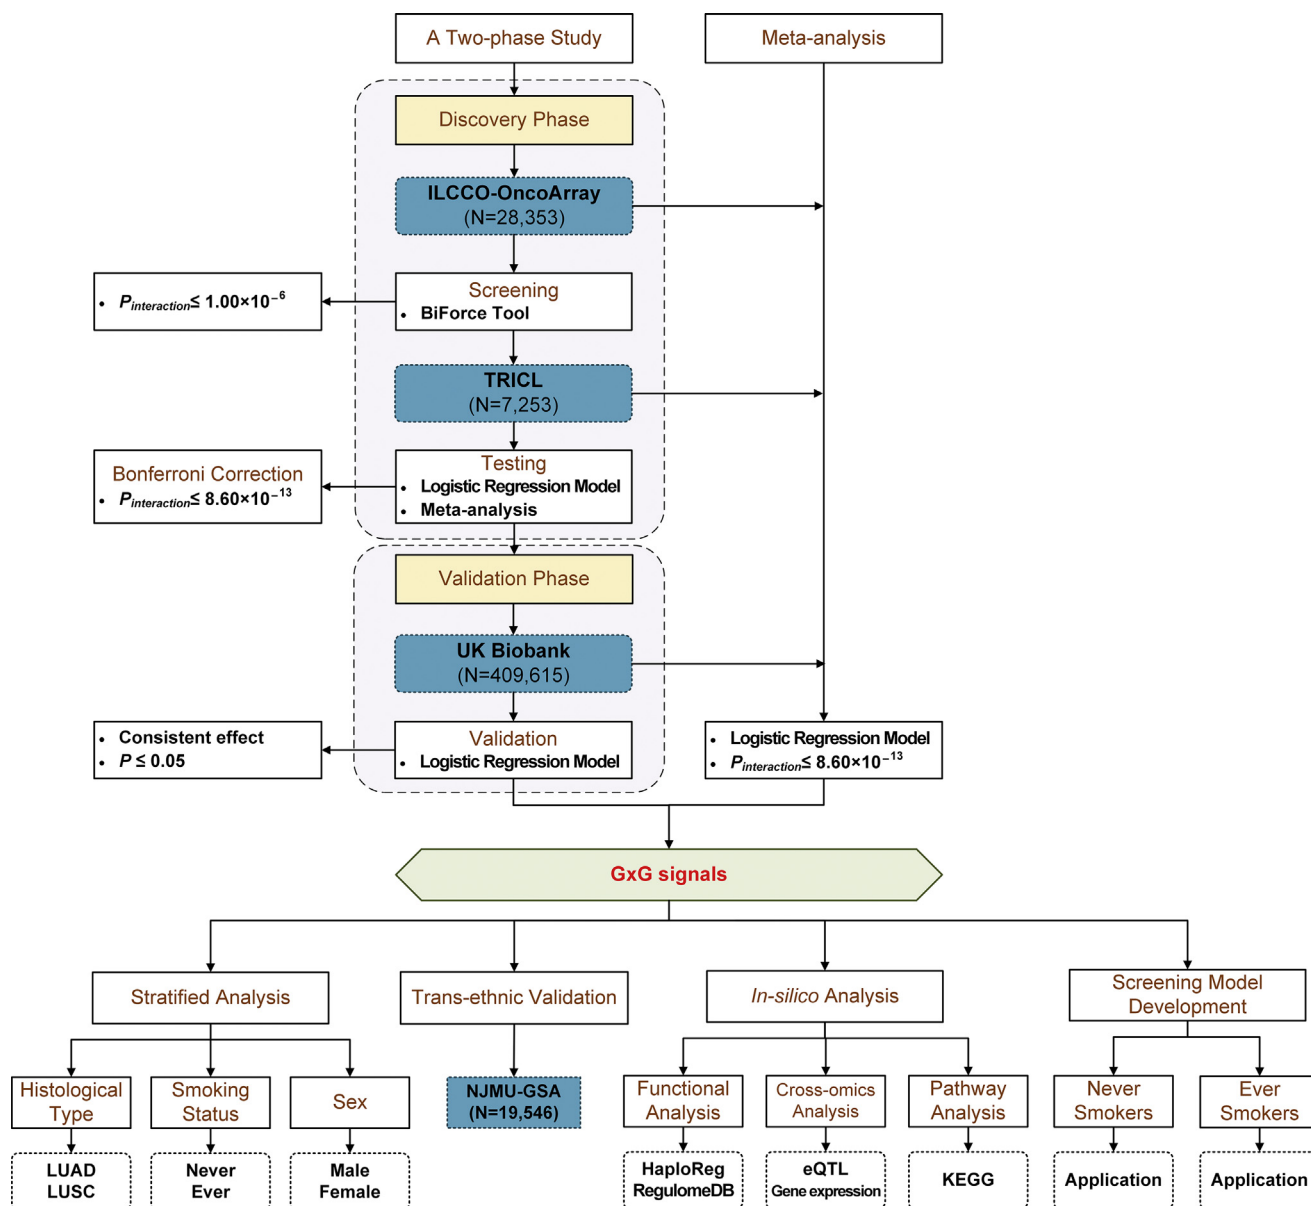 A Two-phase Study
Meta-analysis
Discovery Phase
ILCCO-OncoArray
(N=28,353)
• Pinteraction≤ 1.00×10⁻⁶
Screening
• BiForce Tool
TRICL
(N=7,253)
Bonferroni Correction
• Pinteraction≤ 8.60×10⁻¹³
Testing
• Logistic Regression Model
• Meta-analysis
Validation Phase
UK Biobank
(N=409,615)
• Consistent effect
• P ≤ 0.05
Validation
• Logistic Regression Model
• Logistic Regression Model
• Pinteraction≤ 8.60×10⁻¹³
GxG signals
Stratified Analysis
Trans-ethnic Validation
In-silico Analysis
Screening Model
Development
Histological
Type
Smoking
Status
Sex
NJMU-GSA
(N=19,546)
Functional
Analysis
Cross-omics
Analysis
Pathway
Analysis
Never
Smokers
Ever
Smokers
LUAD
LUSC
Never
Ever
Male
Female
HaploReg
RegulomeDB
eQTL
Gene expression
KEGG
Application
Application